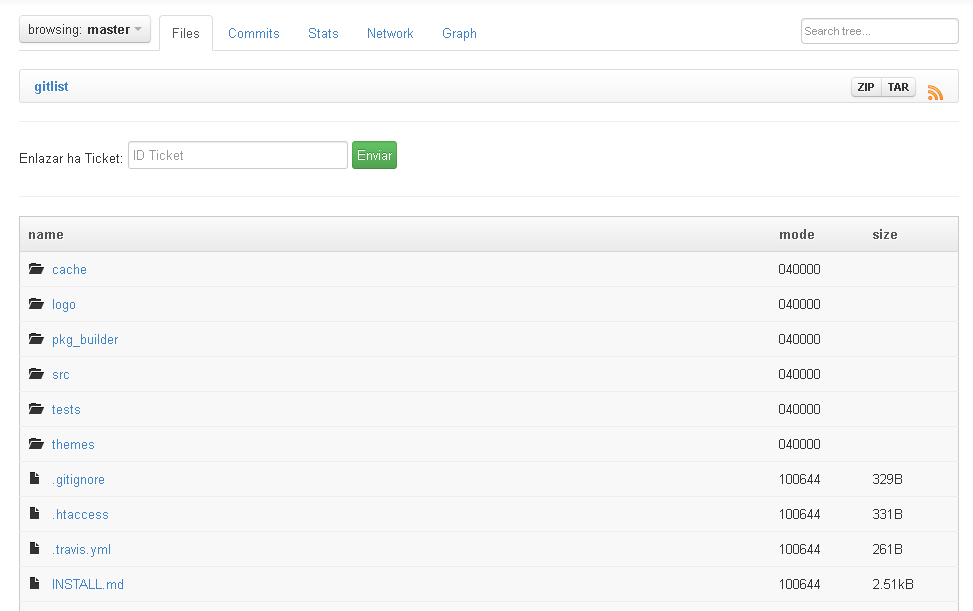 browsing: master Files Commits Stats Network Graph Search tree...
gitlist ZIP TAR
Enlazar ha Ticket: ID Ticket Enviar
name mode size
cache 040000
logo 040000
pkg_builder 040000
src 040000
tests 040000
themes 040000
.gitignore 100644 329B
.htaccess 100644 331B
.travis.yml 100644 261B
INSTALL.md 100644 2.51kB